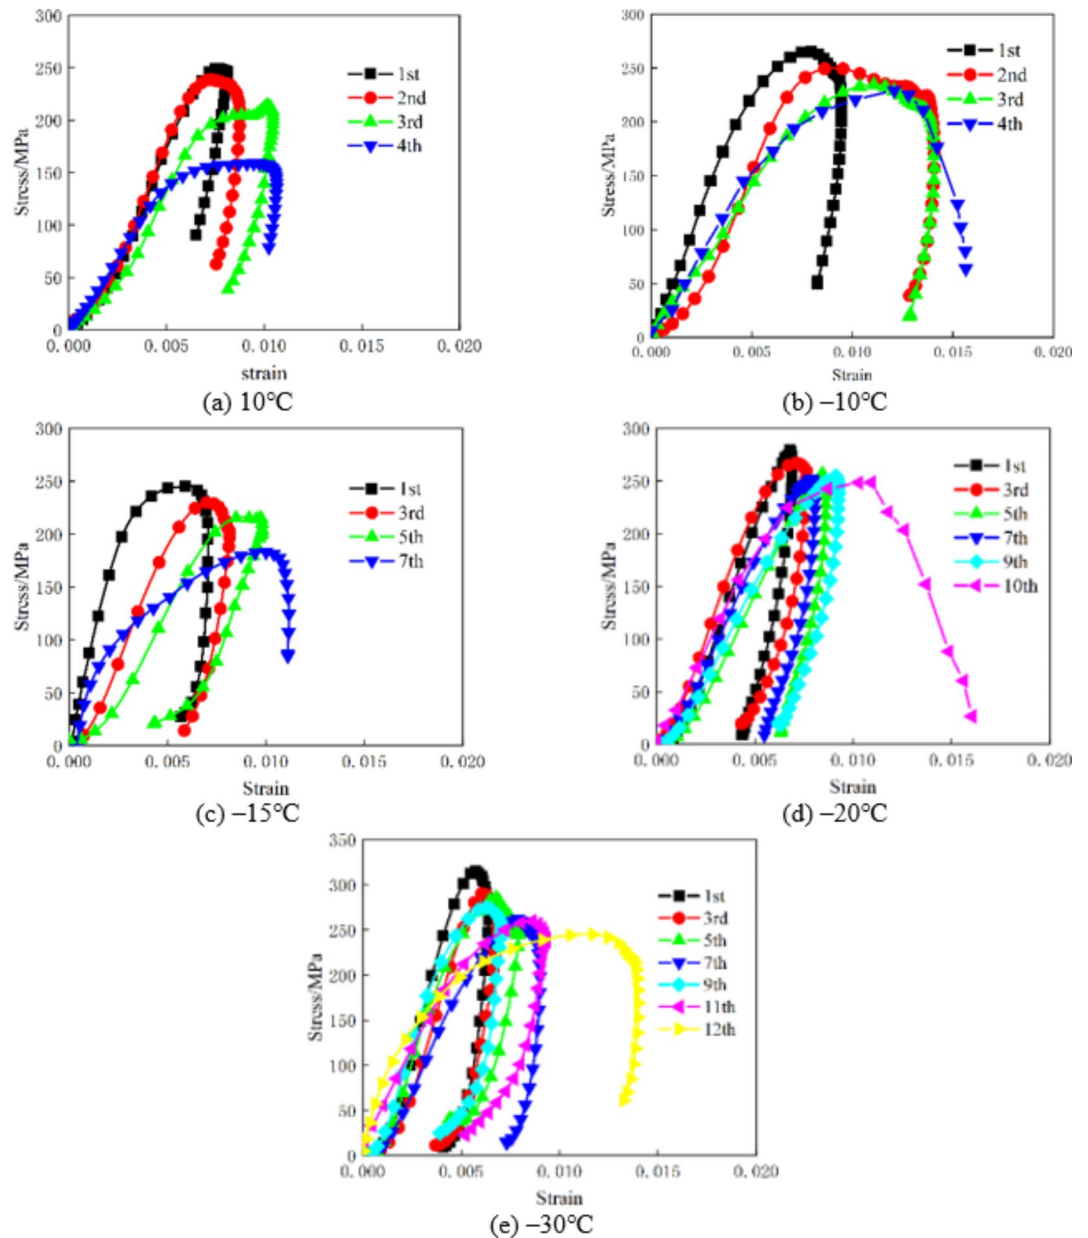 300
250
200
150
100
50
0
Stress/MPa
1st
2nd
3rd
4th
0.000 0.005 0.010 0.015 0.020
strain
(a) 10℃
300
250
200
150
100
50
0
Stress/MPa
1st
2nd
3rd
4th
0.000 0.005 0.010 0.015 0.020
Strain
(b) –10℃
300
250
200
150
100
50
0
Stress/MPa
1st
3rd
5th
7th
0.000 0.005 0.010 0.015 0.020
Strain
(c) –15℃
300
250
200
150
100
50
0
Stress/MPa
1st
3rd
5th
7th
9th
10th
0.000 0.005 0.010 0.015 0.020
Strain
(d) –20℃
350
300
250
200
150
100
50
0
Stress/MPa
1st
3rd
5th
7th
9th
11th
12th
0.000 0.005 0.010 0.015 0.020
Strain
(e) –30℃